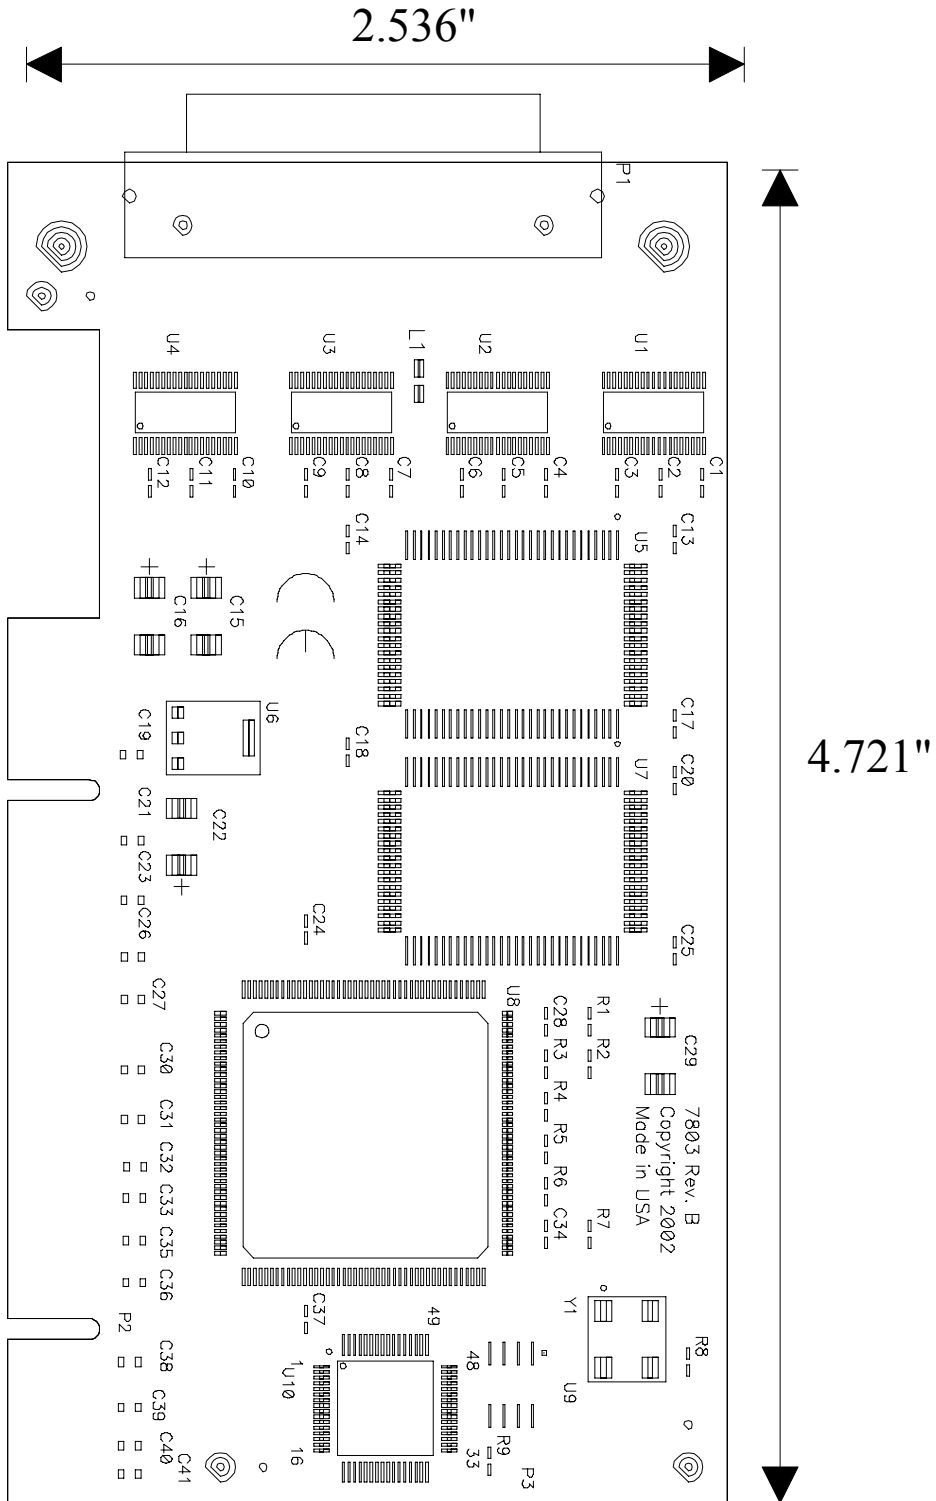 2.536"
P1
U4
U3
L1
U2
U1
C12
C11
C10
C9
C8
C7
C6
C5
C4
C3
C2
C1
C14
U5
C13
C16
C15
U6
C19
C18
C17
U7
C20
4.721"
C21
C22
C23
C26
C24
C25
C27
U8
C28
R1
R3
R2
C29
C30
R4
C31
R5
C32
R6
C33
C34
R7
C35
C36
7803 Rev. B
Copyright 2002
Made in USA
P2
C37
49
Y1
C38
1
U10
48
R8
U9
C39
C40
C41
16
33
R9
P3